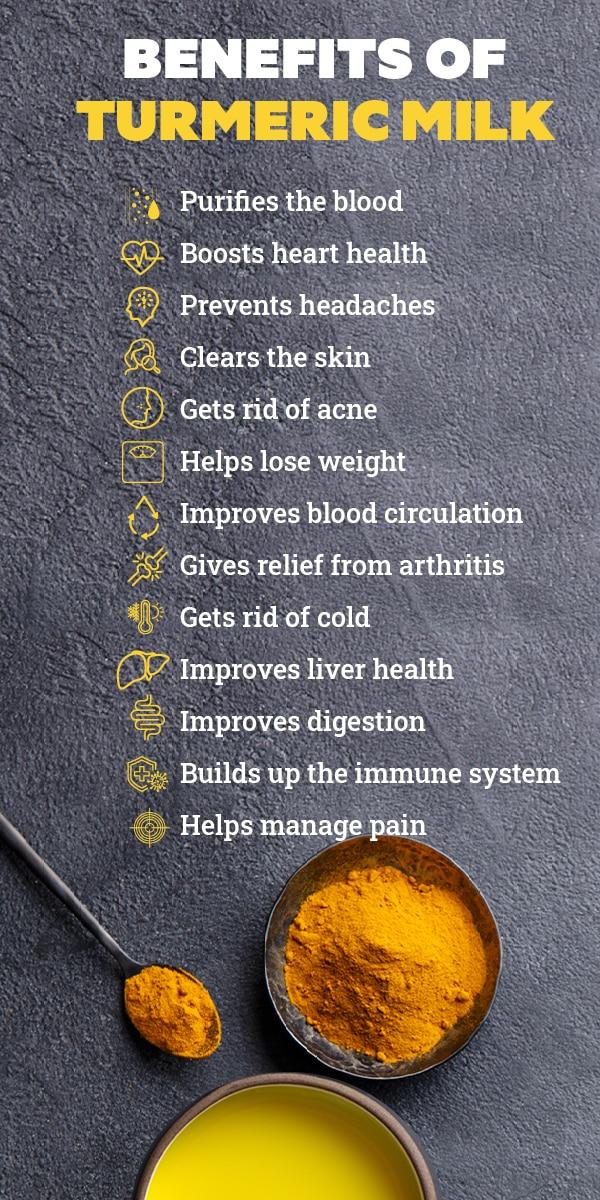 BENEFITS OF
TURMERIC MILK
Purifies the blood
Boosts heart health
Prevents headaches
Clears the skin
Gets rid of acne
Helps lose weight
Improves blood circulation
Gives relief from arthritis
Gets rid of cold
Improves liver health
Improves digestion
Builds up the immune system
Helps manage pain